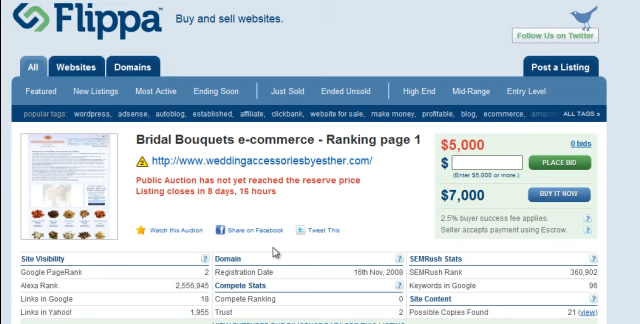 Flippa™
Buy and sell websites.
Follow Us on Twitter
All Websites Domains Post a Listing
Featured New Listings Most Active Ending Soon Just Sold Ended Unsold High End Mid-Range Entry Level
popular tags: wordpress, adsense, autoblog, established, affiliate, clickbank, website for sale, make money, profitable, blog, ecommerce, amazon ALL TAGS »
Bridal Bouquets e-commerce - Ranking page 1
http://www.weddingaccessoriesbyesther.com/
Public Auction has not yet reached the reserve price
Listing closes in 8 days, 16 hours
Watch this Auction Share on Facebook Tweet This
$5,000 0 bids
$ PLACE BID
(Enter $5,000 or more.)
$7,000 BUY IT NOW
2.5% buyer success fee applies. ?
Seller accepts payment using Escrow. ?
Site Visibility ?
Google PageRank 2
Alexa Rank 2,556,945
Links in Google 18
Links in Yahoo! 1,955
Domain ?
Registration Date 16th Nov, 2008
Compete Stats ?
Compete Ranking 0
Trust 2
SEMRush Stats ?
SEMRush Rank 360,902
Keywords in Google 96
Site Content ?
Possible Copies Found 21 (view)